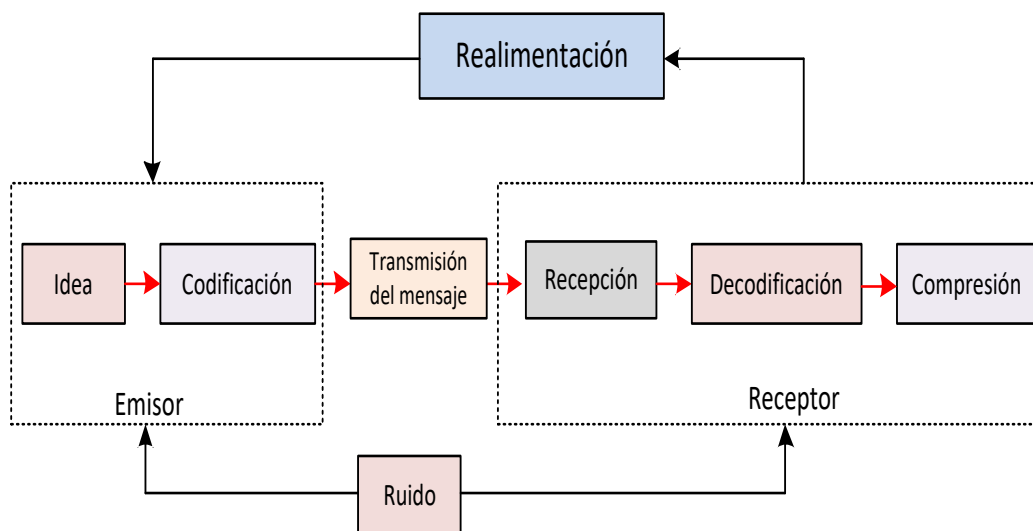 Realimentación
Idea
Codificación
Transmisión
del mensaje
Recepción
Decodificación
Compresión
Emisor
Receptor
Ruido